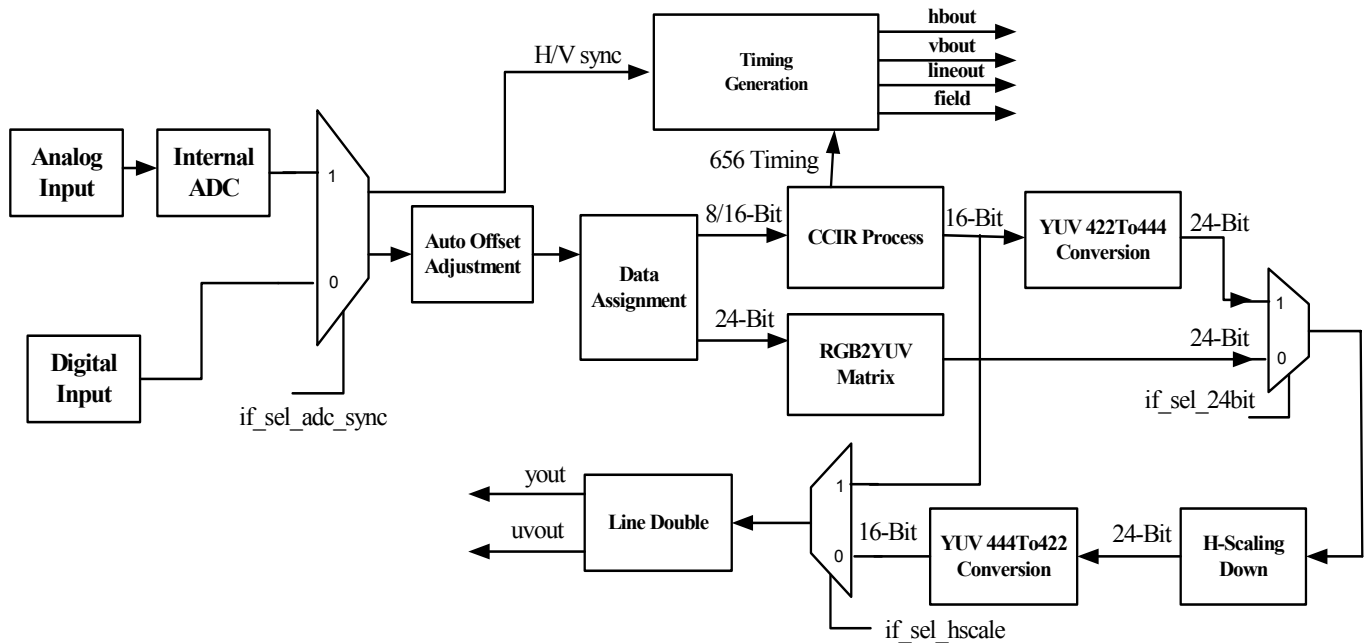 hbout
vbout
lineout
field
H/V sync
Timing
Generation
Analog
Input
Internal
ADC
1
0
656 Timing
8/16-Bit
CCIR Process
16-Bit
YUV 422To444
Conversion
24-Bit
Auto Offset
Adjustment
Data
Assignment
24-Bit
RGB2YUV
Matrix
24-Bit
1
0
Digital
Input
if_sel_adc_sync
if_sel_24bit
yout
uvout
Line Double
1
0
16-Bit
YUV 444To422
Conversion
24-Bit
H-Scaling
Down
if_sel_hscale